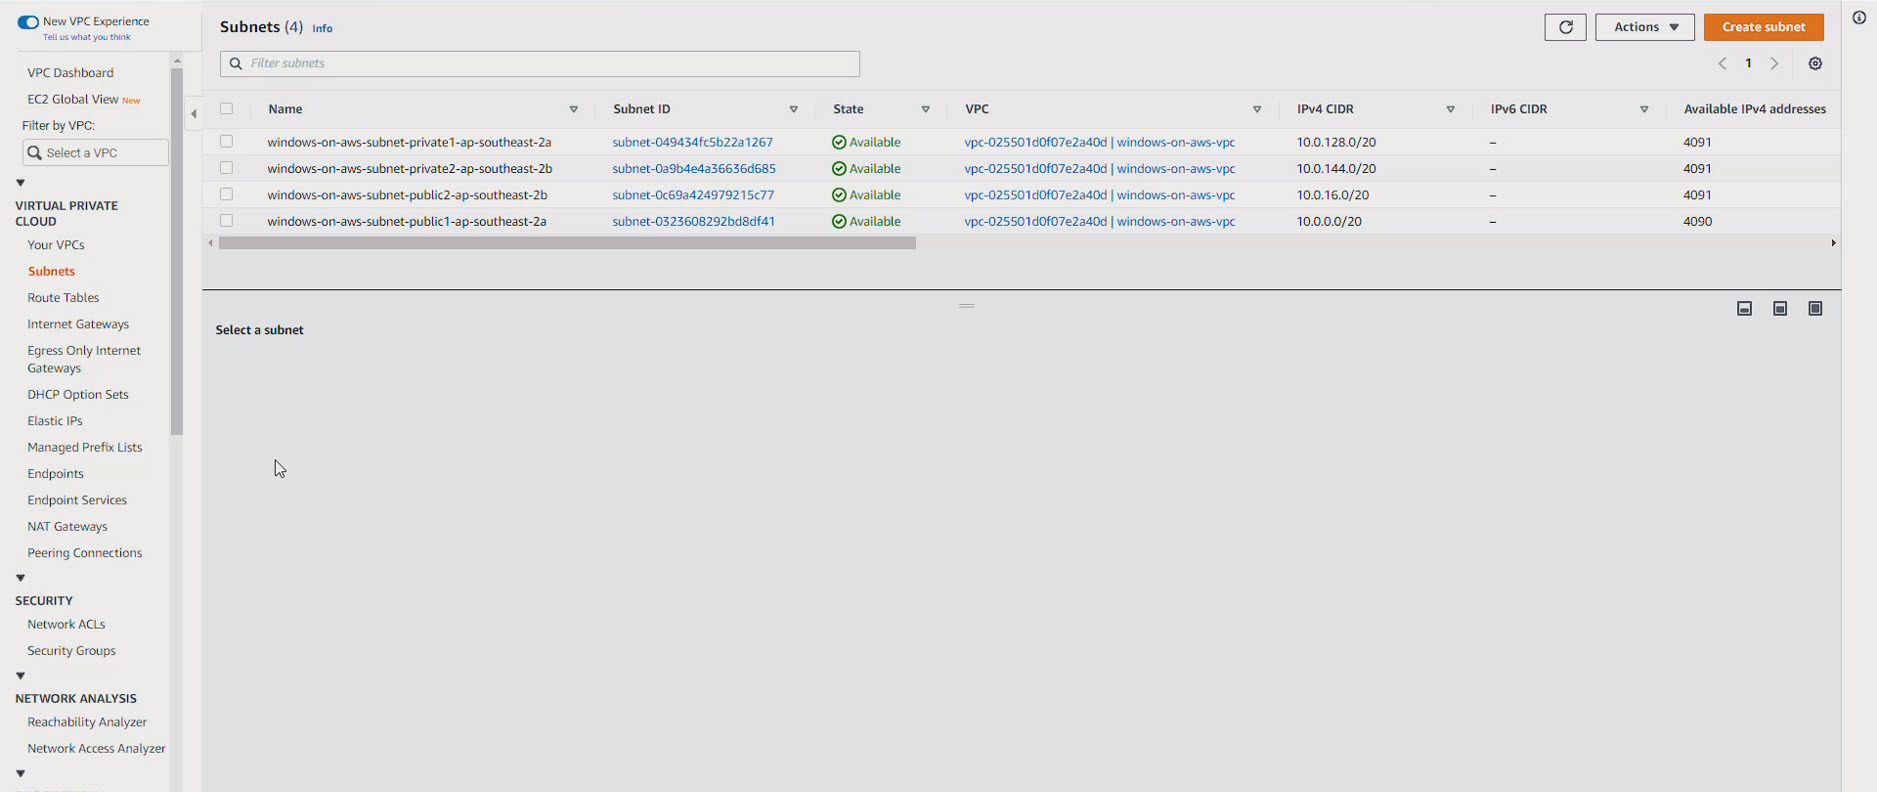 New VPC Experience
Tell us what you think
VPC Dashboard
EC2 Global View New
Filter by VPC:
Select a VPC
VIRTUAL PRIVATE
CLOUD
Your VPCs
Subnets
Route Tables
Internet Gateways
Egress Only Internet
Gateways
DHCP Option Sets
Elastic IPs
Managed Prefix Lists
Endpoints
Endpoint Services
NAT Gateways
Peering Connections
SECURITY
Network ACLs
Security Groups
NETWORK ANALYSIS
Reachability Analyzer
Network Access Analyzer
Subnets (4) Info
Actions
Create subnet
Filter subnets
1
Name Subnet ID State VPC IPv4 CIDR IPv6 CIDR Available IPv4 addresses
windows-on-aws-subnet-private1-ap-southeast-2a subnet-049434fc5b22a1267 Available vpc-025501d0f07e2a40d | windows-on-aws-vpc 10.0.128.0/20 – 4091
windows-on-aws-subnet-private2-ap-southeast-2b subnet-0a9b4e4a36636d685 Available vpc-025501d0f07e2a40d | windows-on-aws-vpc 10.0.144.0/20 – 4091
windows-on-aws-subnet-public2-ap-southeast-2b subnet-0c69a424979215c77 Available vpc-025501d0f07e2a40d | windows-on-aws-vpc 10.0.16.0/20 – 4091
windows-on-aws-subnet-public1-ap-southeast-2a subnet-0323608292bd8df41 Available vpc-025501d0f07e2a40d | windows-on-aws-vpc 10.0.0.0/20 – 4090
Select a subnet